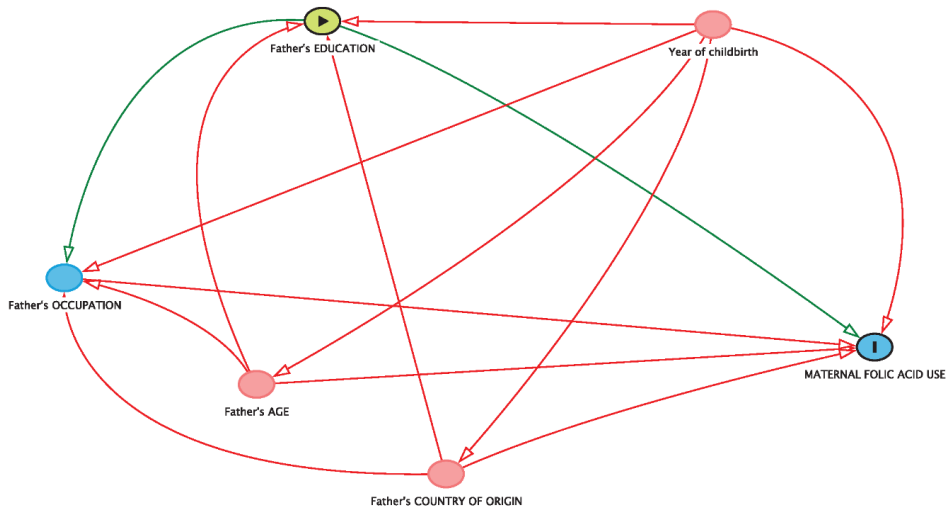 Father's EDUCATION
Year of childbirth
Father's OCCUPATION
MATERNAL FOLIC ACID USE
Father's AGE
Father's COUNTRY OF ORIGIN